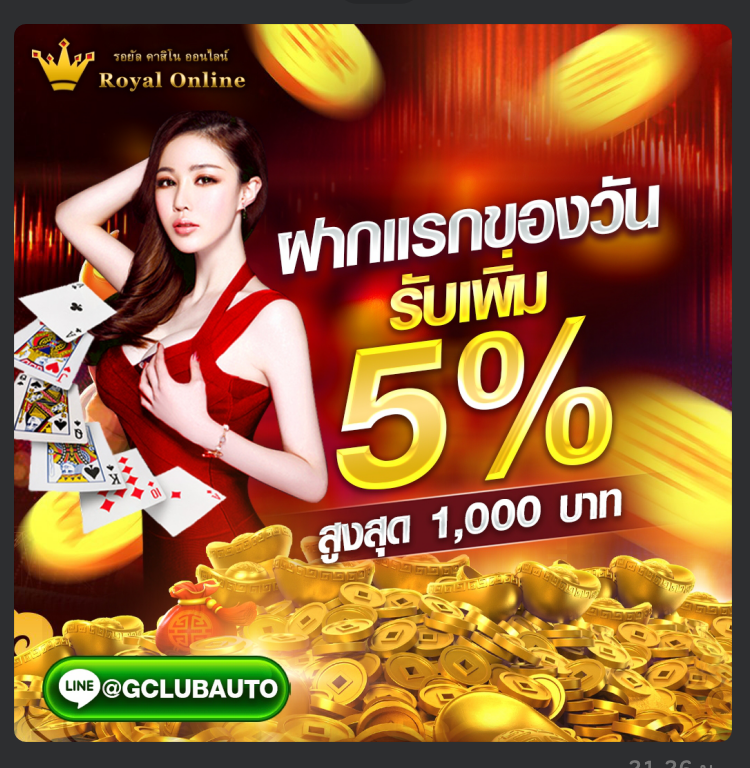 รอยัล คาสิโน ออนไลน์
Royal Online
ฝากแรกของวัน
รับเพิ่ม
5%
สูงสุด 1,000 บาท
LINE @GCLUBAUTO